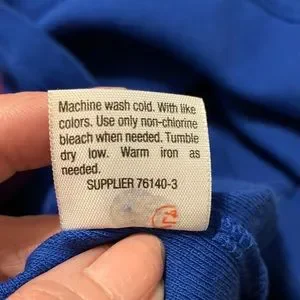 Machine wash cold. With like
colors. Use only non-chlorine
bleach when needed. Tumble
dry low. Warm iron as
needed.
SUPPLIER 76140-3